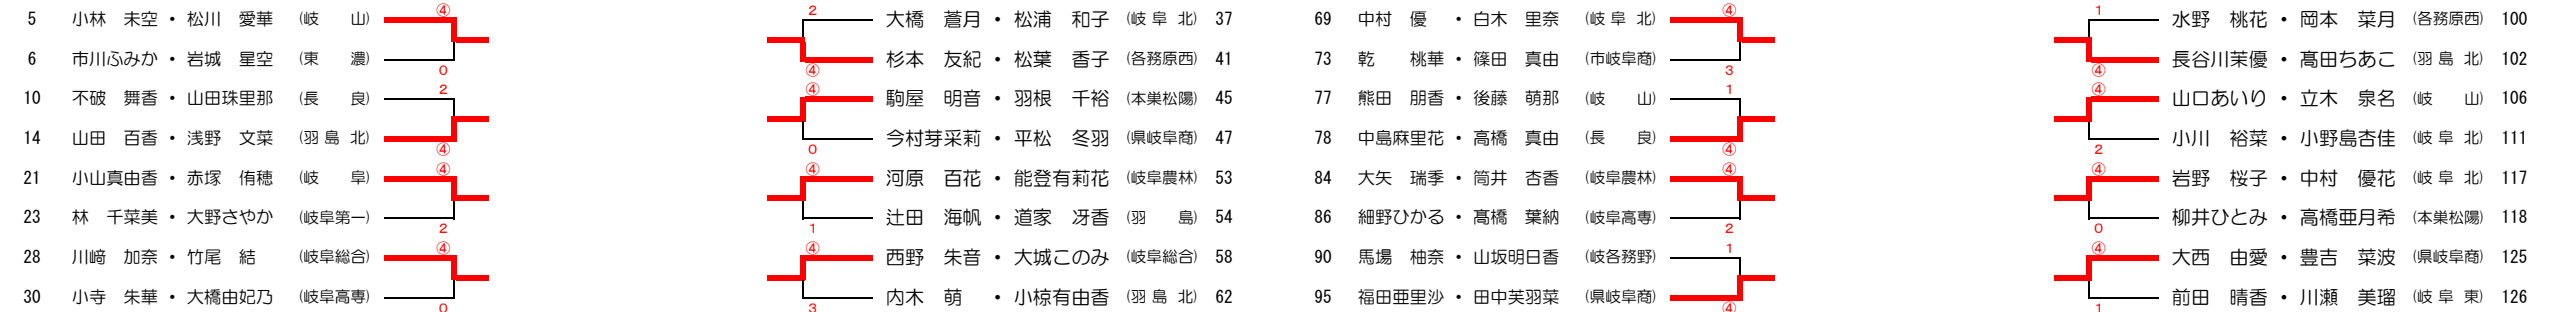 5 小林 未空・松川 愛華 (岐 山) ④ 2 大橋 蒼月・松浦 和子 (岐阜北) 37 69 中村 優 ・白木 里奈 (岐阜北) ④ 1 水野 桃花・岡本 菜月 (各務原西) 100
6 市川ふみか・岩城 星空 (東 濃) 0 ④ 杉本 友紀・松葉 香子 (各務原西) 41 73 乾 桃華・篠田 真由 (市岐阜商) 3 ④ 長谷川茉優・髙田ちあこ (羽島北) 102
10 不破 舞香・山田珠里那 (長 良) 2 ④ 駒屋 明音・羽根 千裕 (本巣松陽) 45 77 熊田 朋香・後藤 萌那 (岐 山) 1 ④ 山口あいり・立木 泉名 (岐 山) 106
14 山田 百香・浅野 文菜 (羽島北) ④ 0 今村芽采莉・平松 冬羽 (県岐阜商) 47 78 中島麻里花・高橋 真由 (長 良) ④ 2 小川 裕菜・小野島杏佳 (岐阜北) 111
21 小山真由香・赤塚 侑穂 (岐 阜) ④ ④ 河原 百花・能登有莉花 (岐阜農林) 53 84 大矢 瑞季・筒井 杏香 (岐阜農林) ④ ④ 岩野 桜子・中村 優花 (岐阜北) 117
23 林 千菜美・大野さやか (岐阜第一) 2 1 辻田 海帆・道家 冴香 (羽 島) 54 86 細野ひかる・髙橋 葉納 (岐阜高専) 2 0 柳井ひとみ・高橋亜月希 (本巣松陽) 118
28 川﨑 加奈・竹尾 結 (岐阜総合) ④ ④ 西野 朱音・大城このみ (岐阜総合) 58 90 馬場 柚奈・山坂明日香 (岐各務野) 1 ④ 大西 由愛・豊吉 菜波 (県岐阜商) 125
30 小寺 朱華・大橋由妃乃 (岐阜高専) 0 3 内木 萌 ・小椋有由香 (羽島北) 62 95 福田亜里沙・田中芙羽菜 (県岐阜商) ④ 1 前田 晴香・川瀬 美瑠 (岐阜東) 126